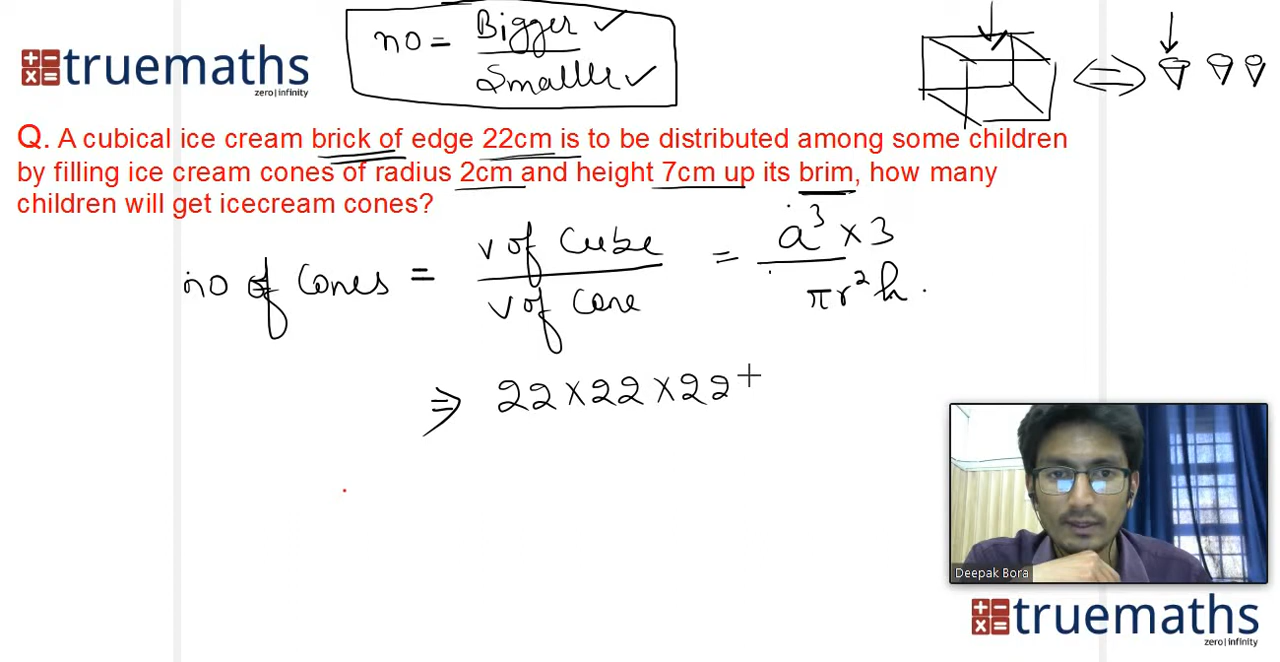 truemaths
zero|infinity
no = Bigger ✓
Smaller ✓
Q. A cubical ice cream brick of edge 22cm is to be distributed among some children
by filling ice cream cones of radius 2cm and height 7cm up its brim, how many
children will get icecream cones?
no of Cones = v of Cube / v of Cone = a³ × 3 / πr²h.
⇒ 22×22×22
Deepak Bora
truemaths
zero|infinity